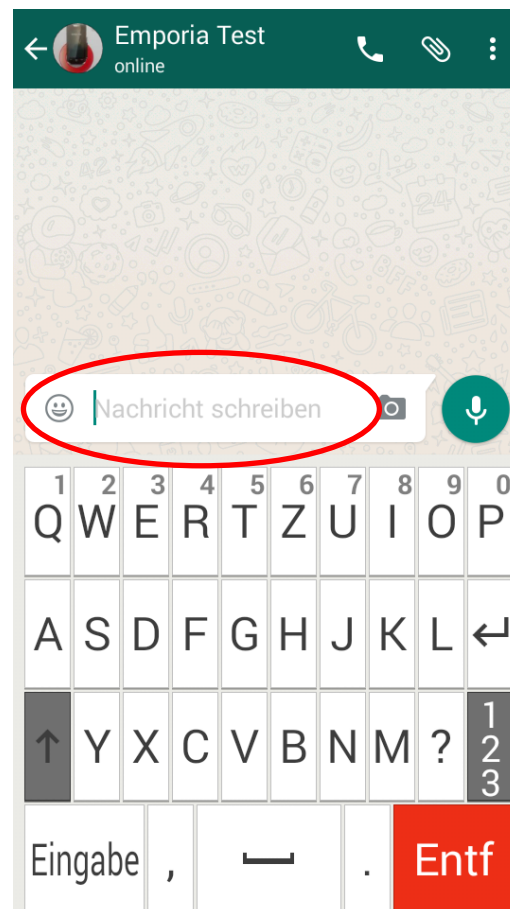 Emporia Test
online
Nachricht schreiben
1 2 3 4 5 6 7 8 9 0
Q W E R T Z U I O P
A S D F G H J K L
Y X C V B N M ? 1 2 3
Eingabe , . Entf